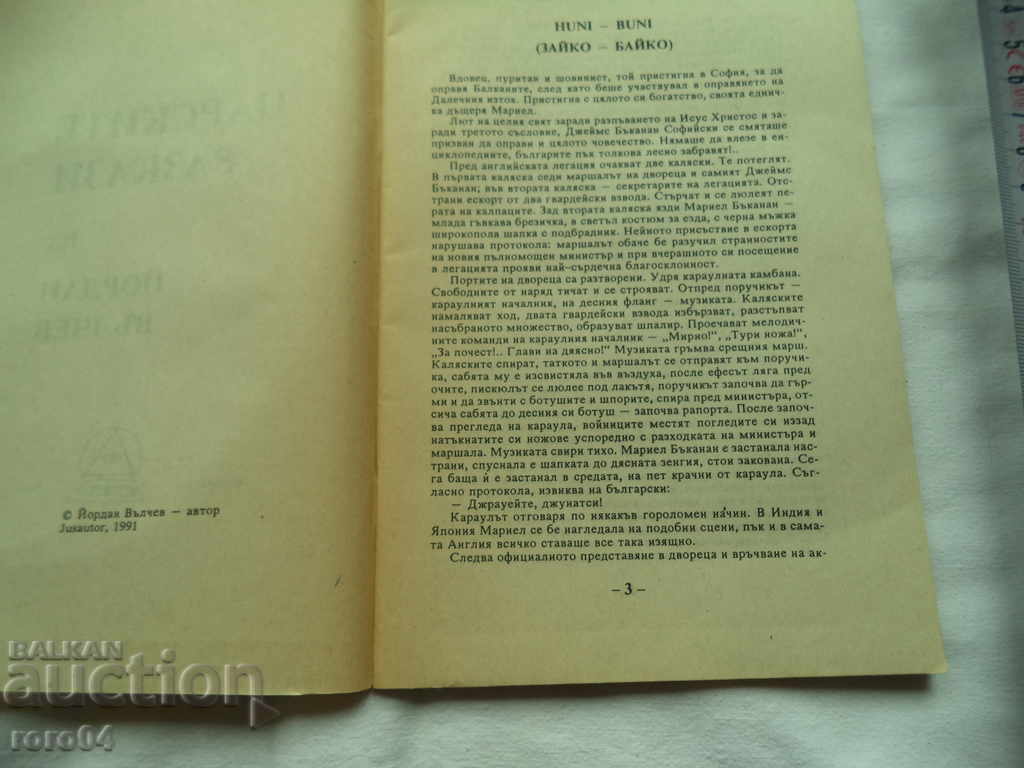 © Йордан Вълчев — автор
Jusautor, 1991
HUNI – BUNI
(ЗАЙКО – БАЙКО)
Вдовец, пуритан и шовинист, той пристигна в София, за да
оправя Балканите, след като беше участвувал в оправянето на
Далечния изток. Пристигна с цялото си богатство, своята единич-
ка дъщеря Мариел.
Лют на целия свят заради разпъването на Исус Христос и за-
ради третото съсловие, Джеймс Бъканан Софийски се смяташе
призван да оправи и цялото човечество. Нямаше да влезе в ен-
циклопедиите, българите пък толкова лесно забравят!..
Пред английската легация очакват две каляски. Те потеглят.
В първата каляска седи маршалът на двореца и самият Джеймс
Бъканан; във втората каляска — секретарите на легацията. Отс-
трани ескорт от два гвардейски взвода. Стърчат и се люлеят пе-
рата на калпаците. Зад втората каляска язди Мариел Бъканан —
млада гъвкава брезичка, в светъл костюм за езда, с черна мъжка
широкопола шапка с подбрадник. Нейното присъствие в ескорта
нарушава протокола: маршалът обаче бе разучил странностите
на новия пълномощен министър и при вчерашното си посещение
в легацията прояви най-сърдечна благосклонност.
Портите на двореца са разтворени. Удря караулната камбана.
Свободните от наряд тичат и се строяват. Отпред поручикът —
караулният началник, на десния фланг — музиката. Каляските
намаляват ход, двата гвардейски взвода избързват, разстъпват
насъбраното множество, образуват шпалир. Прочеават мелодич-
ните команди на караулния началник — „Мирно!“, „Тури ножа!“,
„За почест!.. Глави на дясно!“ Музиката гръмва срещния марш.
Каляските спират, таткото и маршалът се отправят към поручи-
ка, сабята му е изсвистяла във въздуха, после ефесът ляга пред
очите, пискюлът се люлее под лакътя, поручикът започва да гър-
ми и да звънти с ботушите и шпорите, спира пред министъра, от-
сича сабята до десния си ботуш — започва рапорта. После започ-
ва прегледа на караула, войниците местят погледите си иззад
натъкнатите си ножове успоредно с разходката на министъра и
маршала. Музиката свири тихо. Мариел Бъканан е застанала нас-
трани, спуснала е шапката до дясната зенгия, стои закована. Се-
га баща ѝ е застанал в средата, на пет крачки от караула. Съг-
ласно протокола, извиква на български:
— Джрауейте, джунатси!
Караулът отговаря по някакъв гороломен начин. В Индия и
Япония Мариел се бе нагледала на подобни сцени, пък и в сама-
та Англия всичко ставаше все така изящно.
Следва официалното представяне в двореца и връчване на ак-
– 3 –
BALKAN
auction
roro04